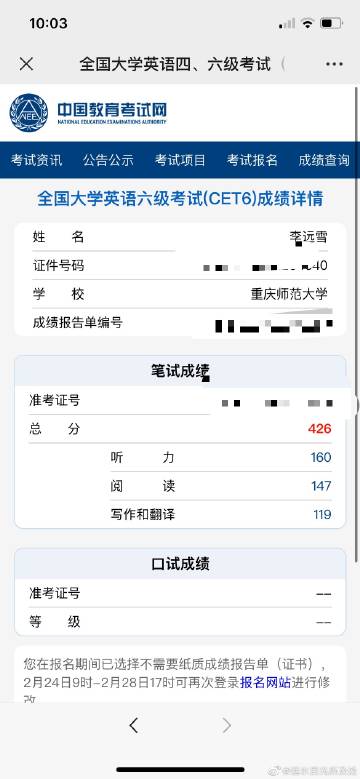 10:03
全国大学英语四、六级考试（
中国教育考试网
NATIONAL EDUCATION EXAMINATIONS AUTHORITY
NEEA
考试资讯 公告公示 考试项目 考试报名 成绩查询
全国大学英语六级考试(CET6)成绩详情
姓 名 李远雪
证件号码 40
学 校 重庆师范大学
成绩报告单编号
笔试成绩
准考证号
总 分 426
听 力 160
阅 读 147
写作和翻译 119
口试成绩
准考证号 --
等 级 --
您在报名期间已选择不需要纸质成绩报告单（证书），
2月24日9时-2月28日17时可再次登录报名网站进行修
改